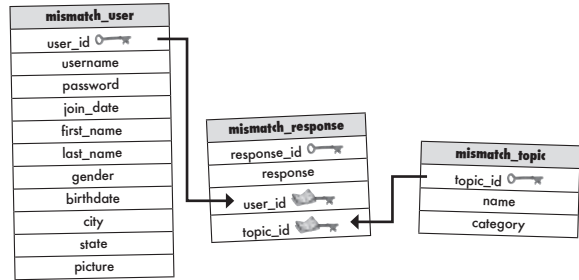 mismatch_user
user_id
username
password
join_date
first_name
last_name
gender
birthdate
city
state
picture
mismatch_response
response_id
response
user_id
topic_id
mismatch_topic
topic_id
name
category